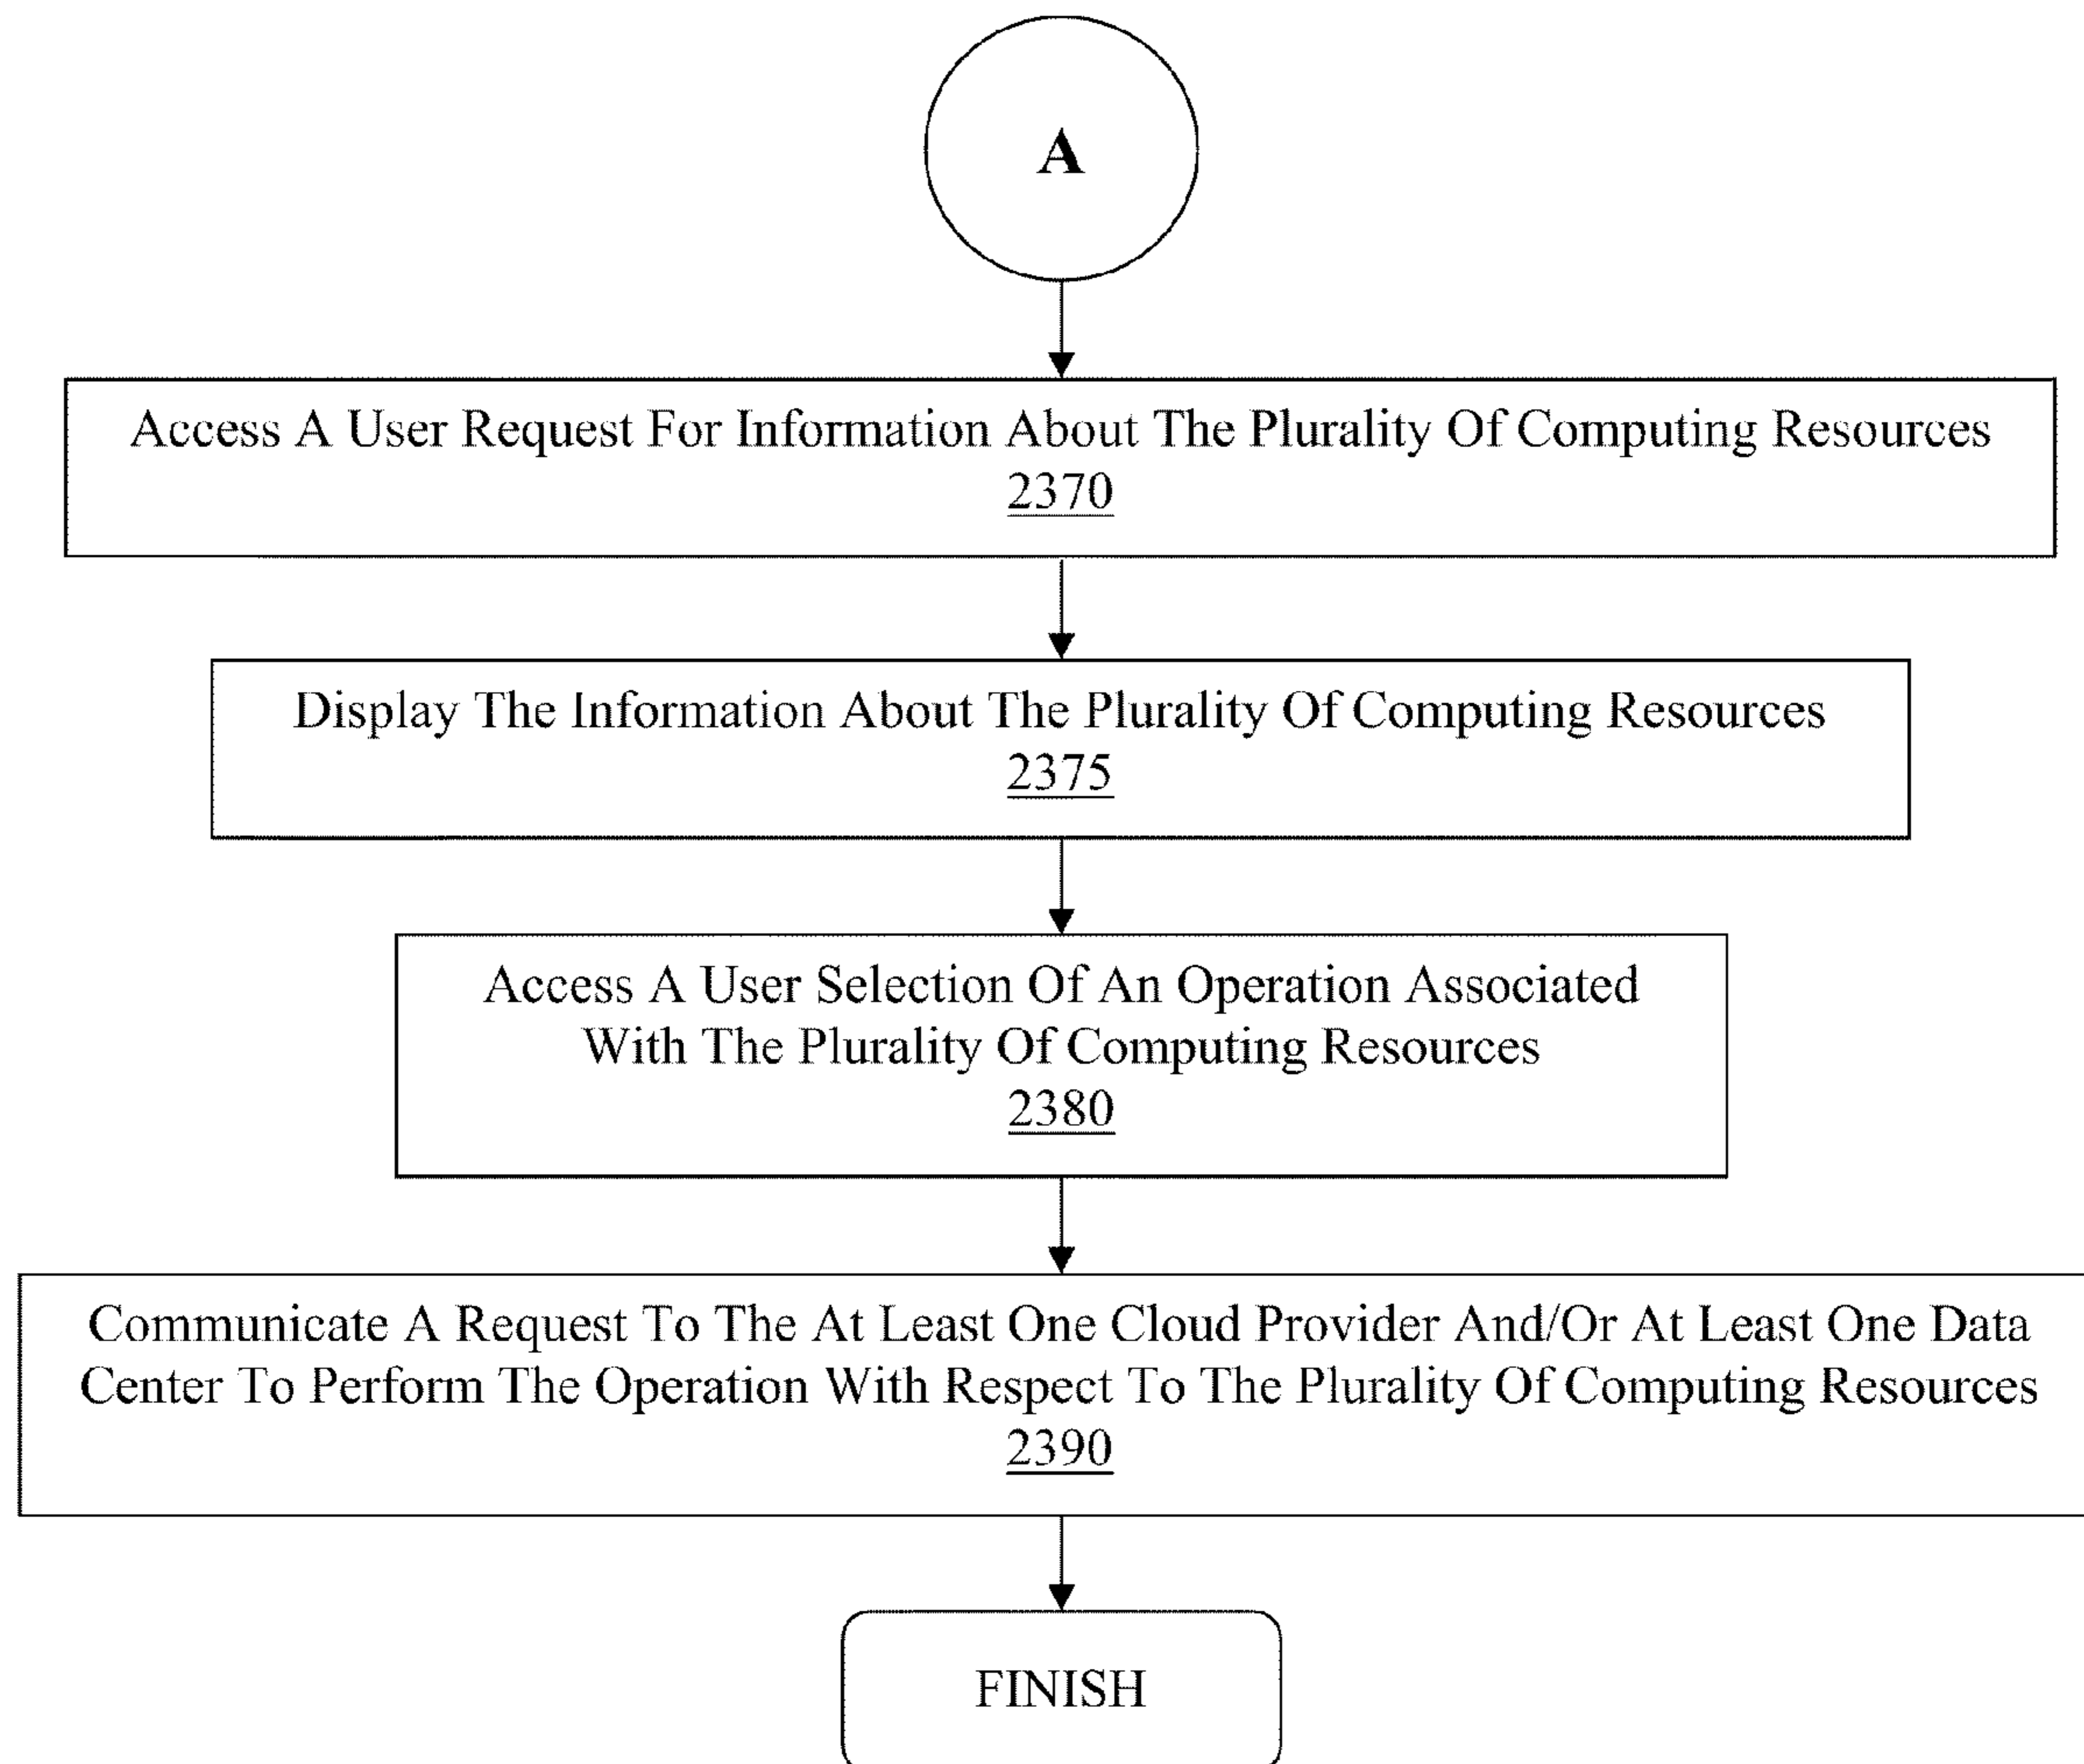 A
Access A User Request For Information About The Plurality Of Computing Resources
2370
Display The Information About The Plurality Of Computing Resources
2375
Access A User Selection Of An Operation Associated
With The Plurality Of Computing Resources
2380
Communicate A Request To The At Least One Cloud Provider And/Or At Least One Data
Center To Perform The Operation With Respect To The Plurality Of Computing Resources
2390
FINISH